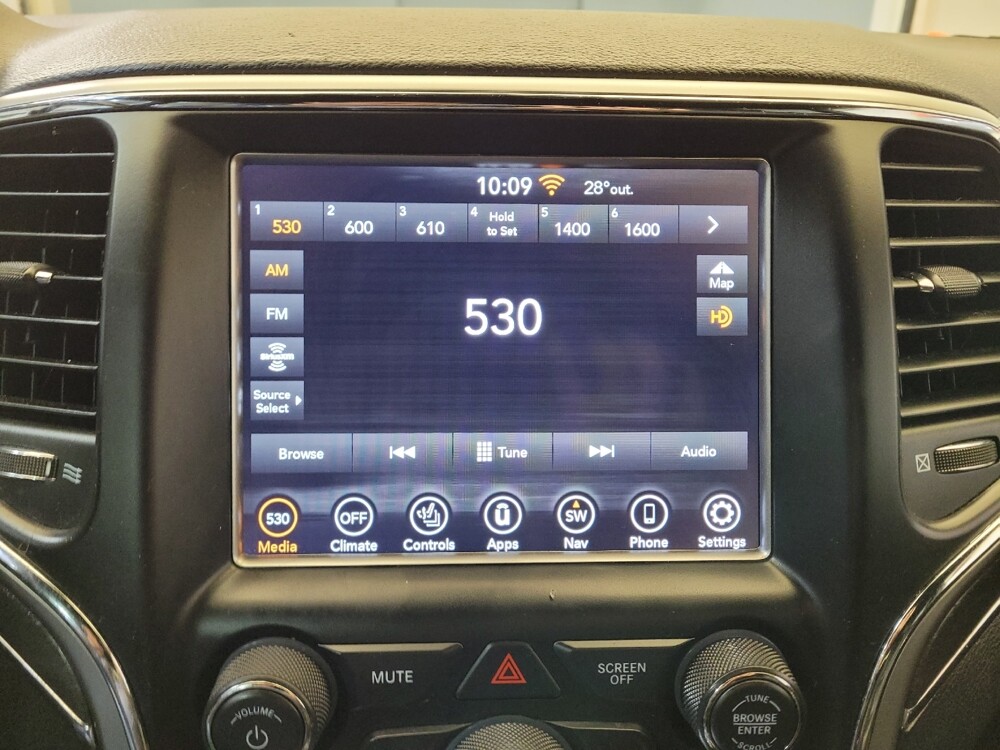 10:09 28°out.
1 530 2 600 3 610 4 Hold to Set 5 1400 6 1600
AM
530
Map
FM
HD
SiriusXM
Source
Select
Browse Tune Audio
530 OFF SW
Media Climate Controls Apps Nav Phone Settings
MUTE
SCREEN
OFF
VOLUME
TUNE
BROWSE
ENTER
SCROLL